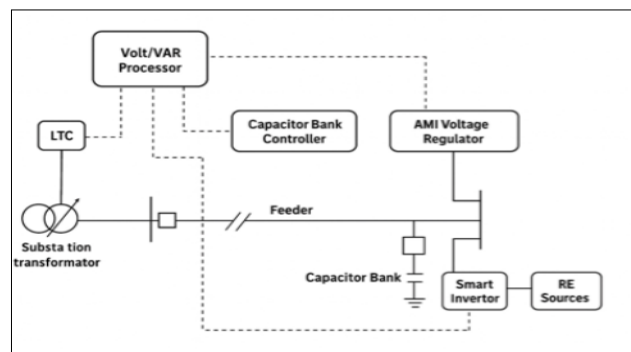 Volt/VAR
Processor
LTC
Capacitor Bank
Controller
AMI Voltage
Regulator
Feeder
Substa tion
transformator
Capacitor Bank
Smart
Invertor
RE
Sources